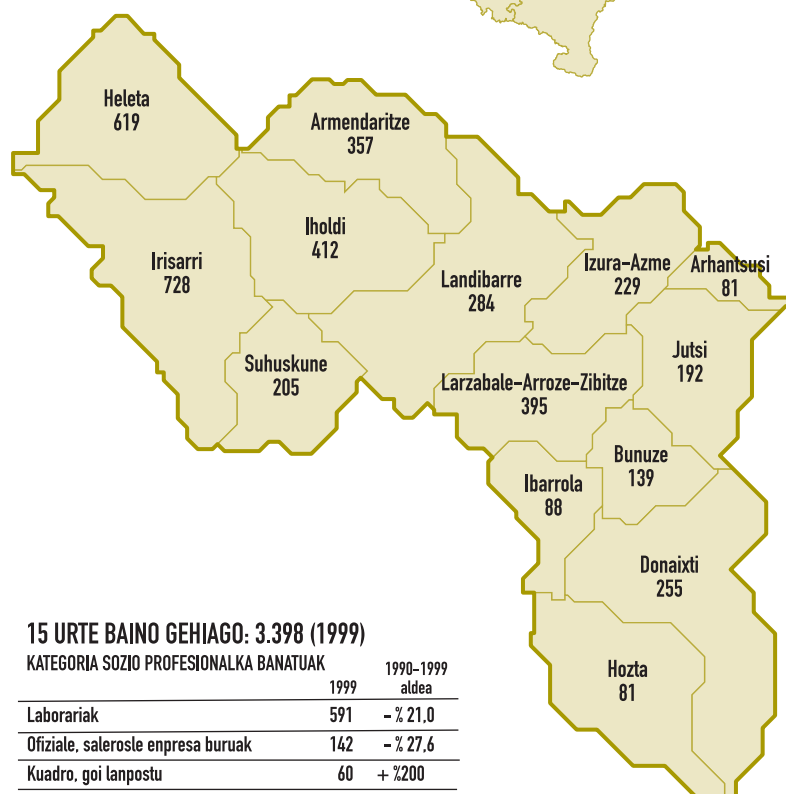 Heleta
619
Armendaritze
357
Iholdi
412
Irisarri
728
Landibarre
284
Izura-Azme
229
Arhantsusi
81
Suhuskune
205
Larzabale-Arroze-Zibitze
395
Jutsi
192
Bunuze
139
Ibarrola
88
Donaixti
255
Hozta
81
15 URTE BAINO GEHIAGO: 3.398 (1999)
KATEGORIA SOZIO PROFESIONALKA BANATUAK
1999 1990-1999 aldea
Laborariak 591 - % 21,0
Ofiziale, salerosle enpresa buruak 142 - % 27,6
Kuadro, goi lanpostu 60 + %200